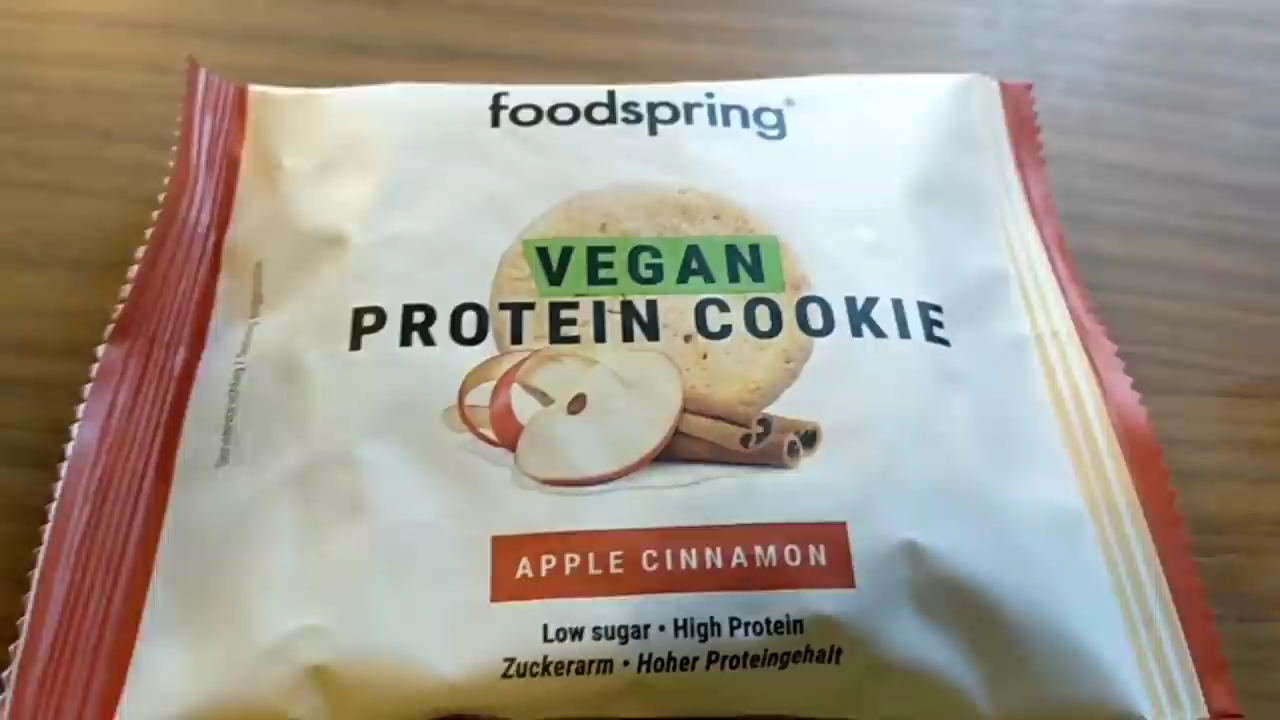 foodspring®
VEGAN
PROTEIN COOKIE
APPLE CINNAMON
Low sugar • High Protein
Zuckerarm • Hoher Proteingehalt